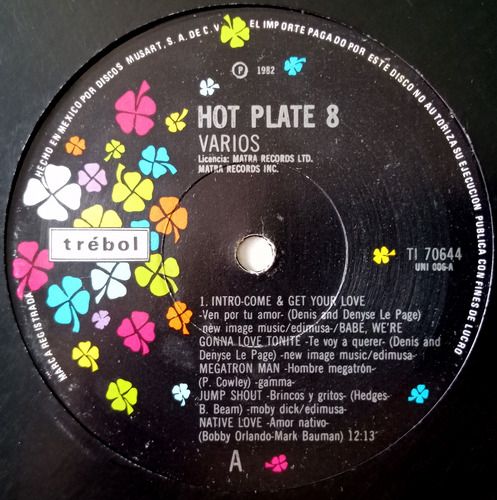 HECHO EN MEXICO POR DISCOS MUSART, S.A. DE C.V. EL IMPORTE PAGADO POR ESTE DISCO NO AUTORIZA SU EJECUCION PUBLICA CON FINES DE LUCRO
℗ 1982
HOT PLATE 8
VARIOS
Licencia: MATRA RECORDS LTD.
MATRA RECORDS INC.
trébol
MARCA REGISTRADA
TI 70644
UNI 006-A
1. INTRO-COME & GET YOUR LOVE
-Ven por tu amor- (Denis and Denyse Le Page)
-new image music/edimusa-/BABE, WE'RE
GONNA LOVE TONITE -Te voy a querer- (Denis and
Denyse Le Page) -new image music/edimusa-
MEGATRON MAN -Hombre megatrón-
(P. Cowley) -gamma-
JUMP SHOUT -Brincos y gritos- (Hedges-
B. Beam) -moby dick/edimusa-
NATIVE LOVE -Amor nativo-
(Bobby Orlando-Mark Bauman) 12:13
A